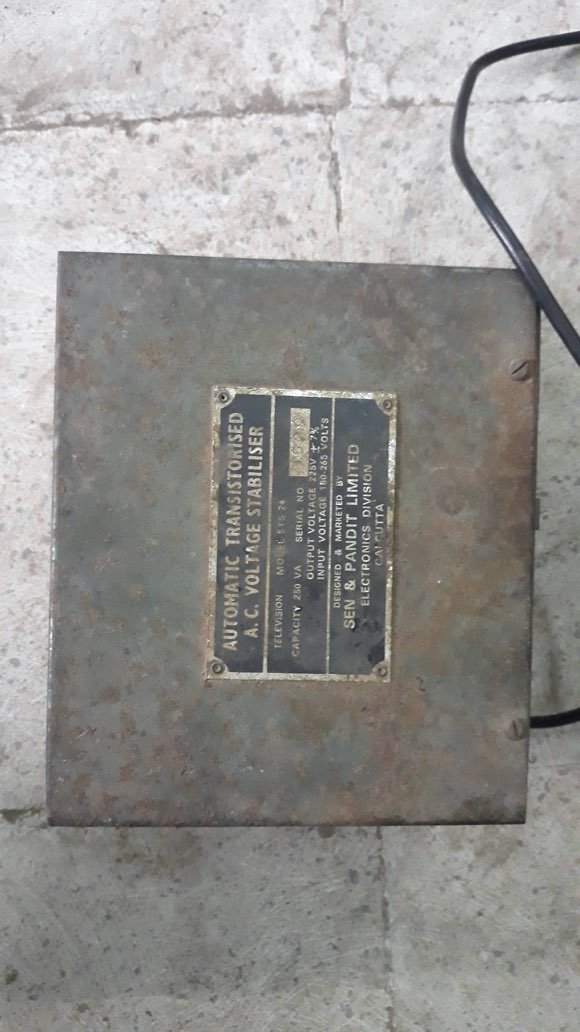 AUTOMATIC TRANSISTORISED
A. C. VOLTAGE STABILISER
TELEVISION MODEL STS 24
CAPACITY 250 VA SERIAL NO.
OUTPUT VOLTAGE 225V ± 7%
INPUT VOLTAGE 180-265 VOLTS
DESIGNED & MARKETED BY
SEN & PANDIT LIMITED
ELECTRONICS DIVISION
CALCUTTA